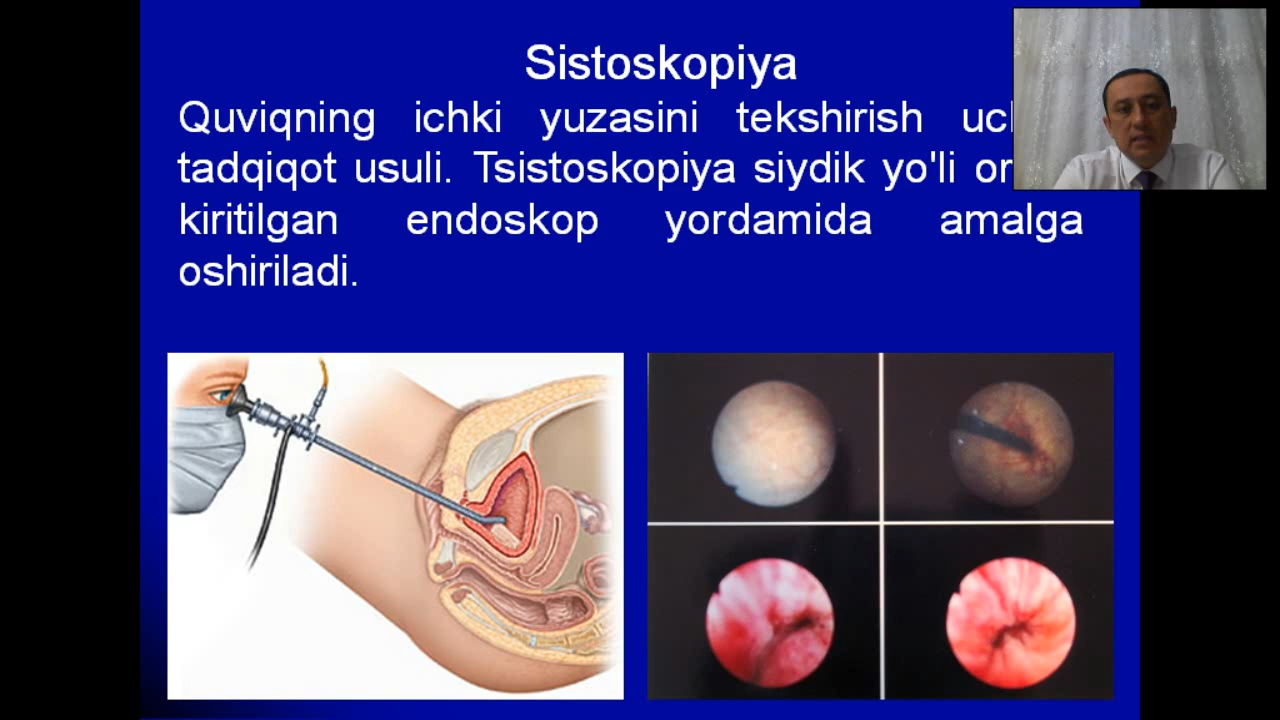 Sistoskopiya
Quviqning ichki yuzasini tekshirish
tadqiqot usuli. Tsistoskopiya siydik yo'li
kiritilgan endoskop yordamida amalga
oshiriladi.